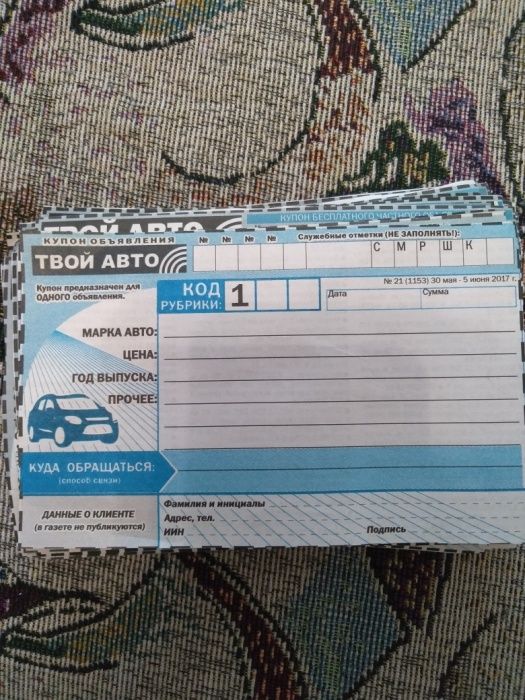 ТВОЙ АВТО
КУПОН БЕСПЛАТНОГО ЧАСТНОГО
КУПОН ОБЪЯВЛЕНИЯ
ТВОЙ АВТО
№ № № №
Служебные отметки (НЕ ЗАПОЛНЯТЬ!):
С М Р Ш К
Купон предназначен для
ОДНОГО объявления.
КОД
РУБРИКИ: 1
№ 21 (1153) 30 мая - 5 июня 2017 г.
Дата Сумма
МАРКА АВТО:
ЦЕНА:
ГОД ВЫПУСКА:
ПРОЧЕЕ:
КУДА ОБРАЩАТЬСЯ:
(способ связи)
ДАННЫЕ О КЛИЕНТЕ
(в газете не публикуются)
Фамилия и инициалы
Адрес, тел.
ИИН Подпись